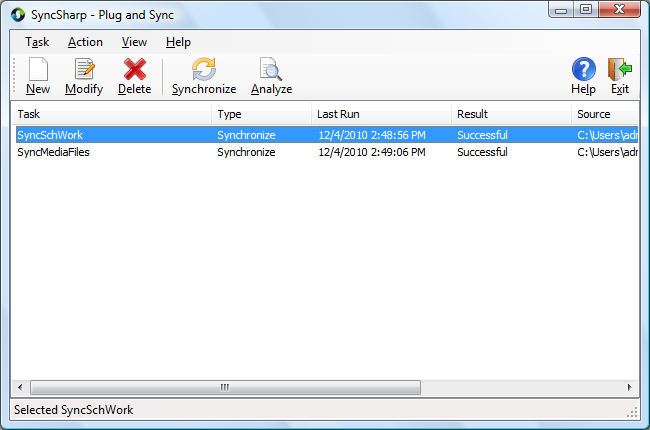 SyncSharp - Plug and Sync
Task Action View Help
New Modify Delete Synchronize Analyze Help Exit
Task Type Last Run Result Source
SyncSchWork Synchronize 12/4/2010 2:48:56 PM Successful C:\Users\adr
SyncMediaFiles Synchronize 12/4/2010 2:49:06 PM Successful C:\Users\adr
Selected SyncSchWork